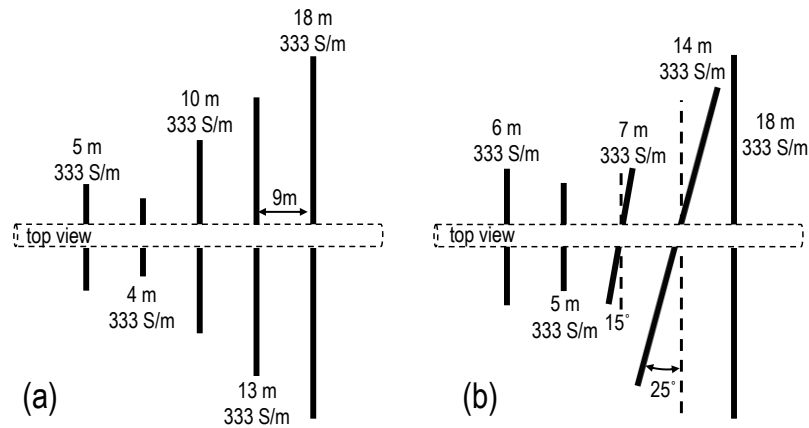 18 m
333 S/m
10 m
333 S/m
5 m
333 S/m
9m
top view
4 m
333 S/m
13 m
333 S/m
(a)
14 m
333 S/m
18 m
333 S/m
6 m
333 S/m
7 m
333 S/m
top view
5 m
333 S/m
15°
25°
(b)